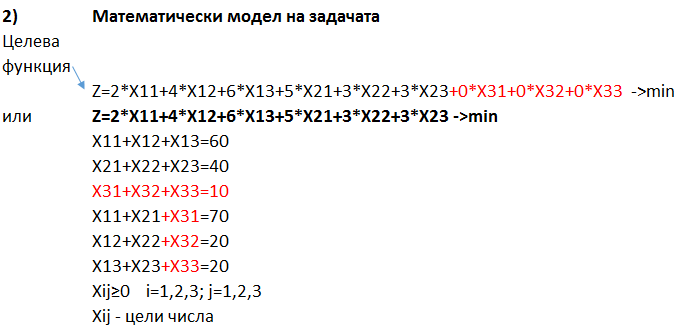 2) Математически модел на задачата
Целева
функция
Z=2*X11+4*X12+6*X13+5*X21+3*X22+3*X23+0*X31+0*X32+0*X33 ->min
или Z=2*X11+4*X12+6*X13+5*X21+3*X22+3*X23 ->min
X11+X12+X13=60
X21+X22+X23=40
X31+X32+X33=10
X11+X21+X31=70
X12+X22+X32=20
X13+X23+X33=20
Xij≥0 i=1,2,3; j=1,2,3
Xij - цели числа